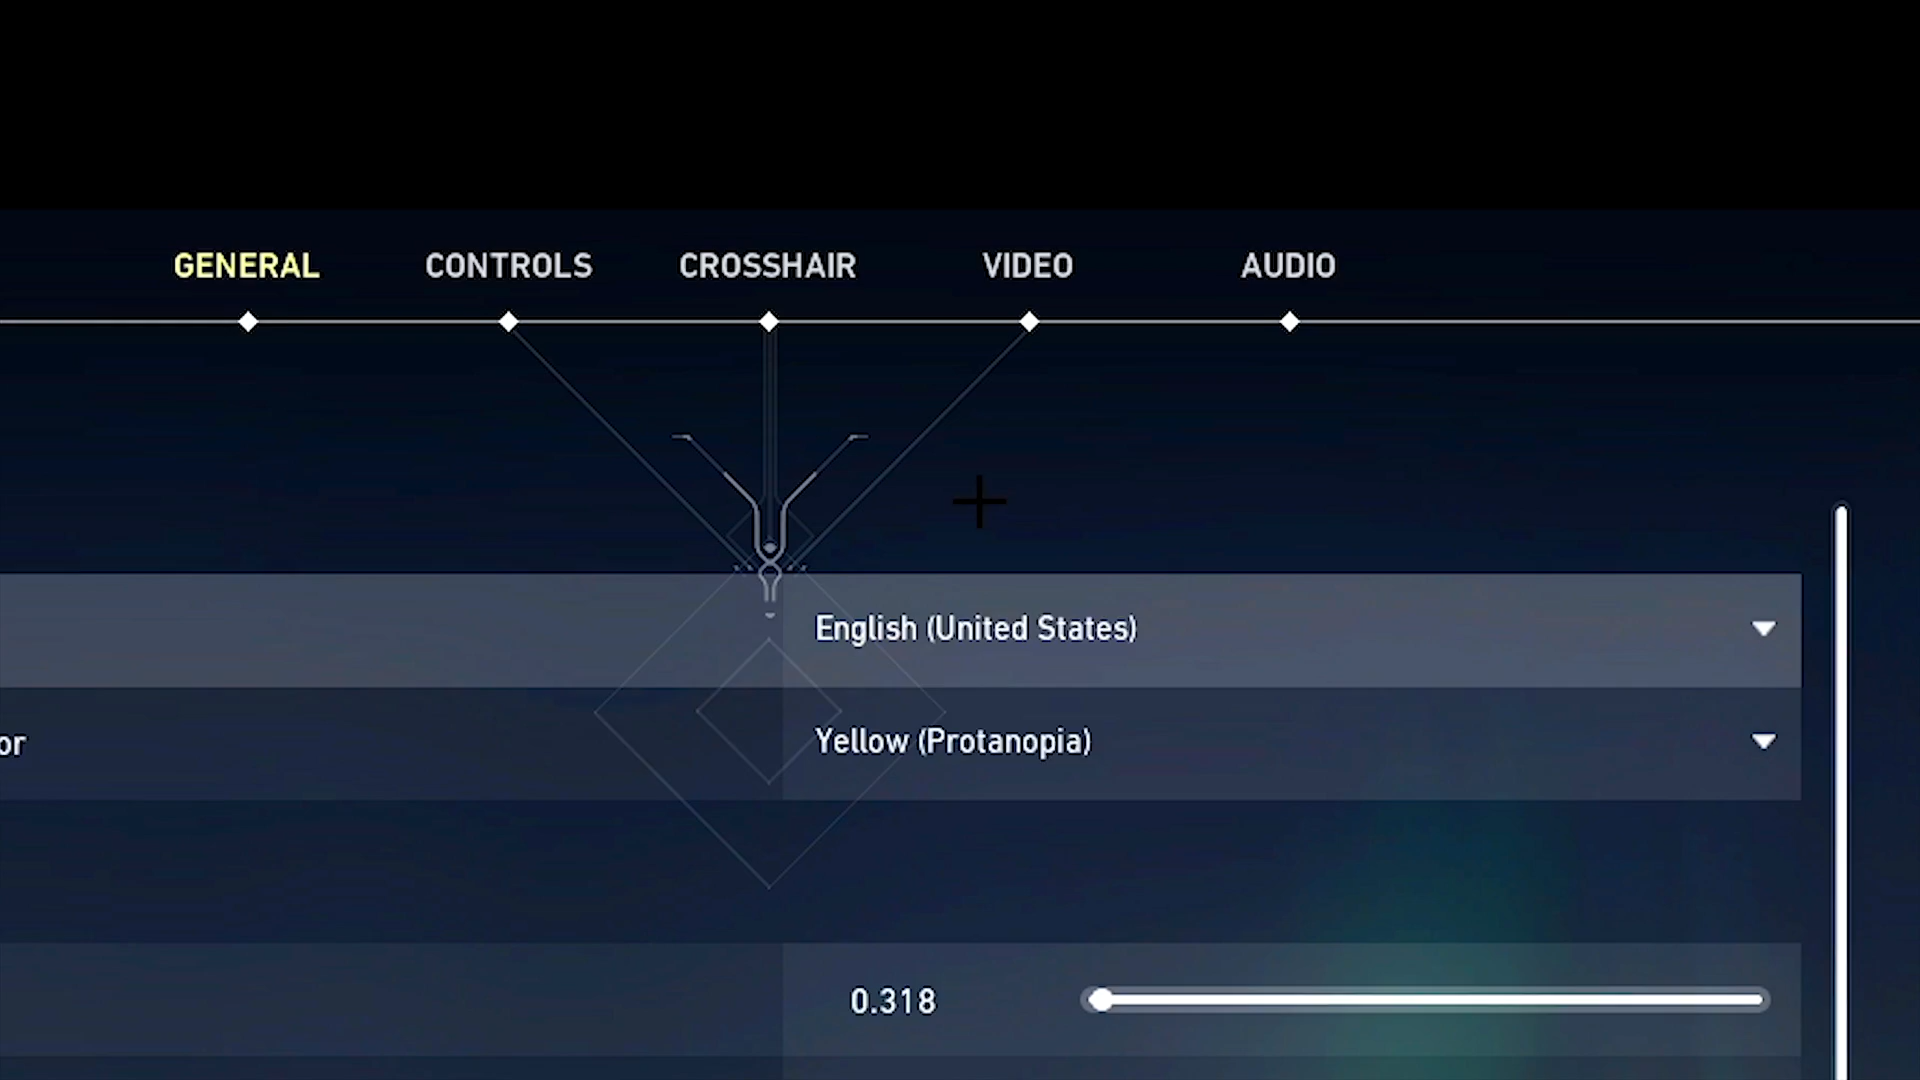 GENERAL CONTROLS CROSSHAIR VIDEO AUDIO
English (United States)
or Yellow (Protanopia)
0.318